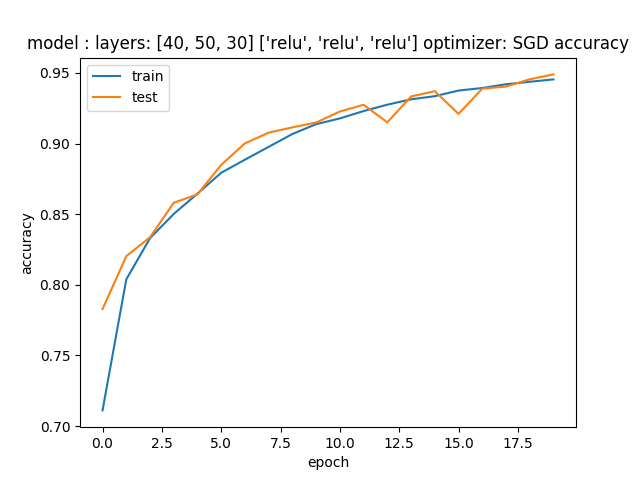 model : layers: [40, 50, 30] ['relu', 'relu', 'relu'] optimizer: SGD accuracy
train
test
0.95
0.90
0.85
0.80
0.75
0.70
accuracy
0.0 2.5 5.0 7.5 10.0 12.5 15.0 17.5
epoch